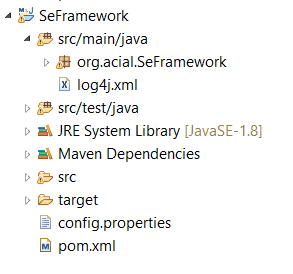 SeFramework
src/main/java
org.acial.SeFramework
log4j.xml
src/test/java
JRE System Library [JavaSE-1.8]
Maven Dependencies
src
target
config.properties
pom.xml